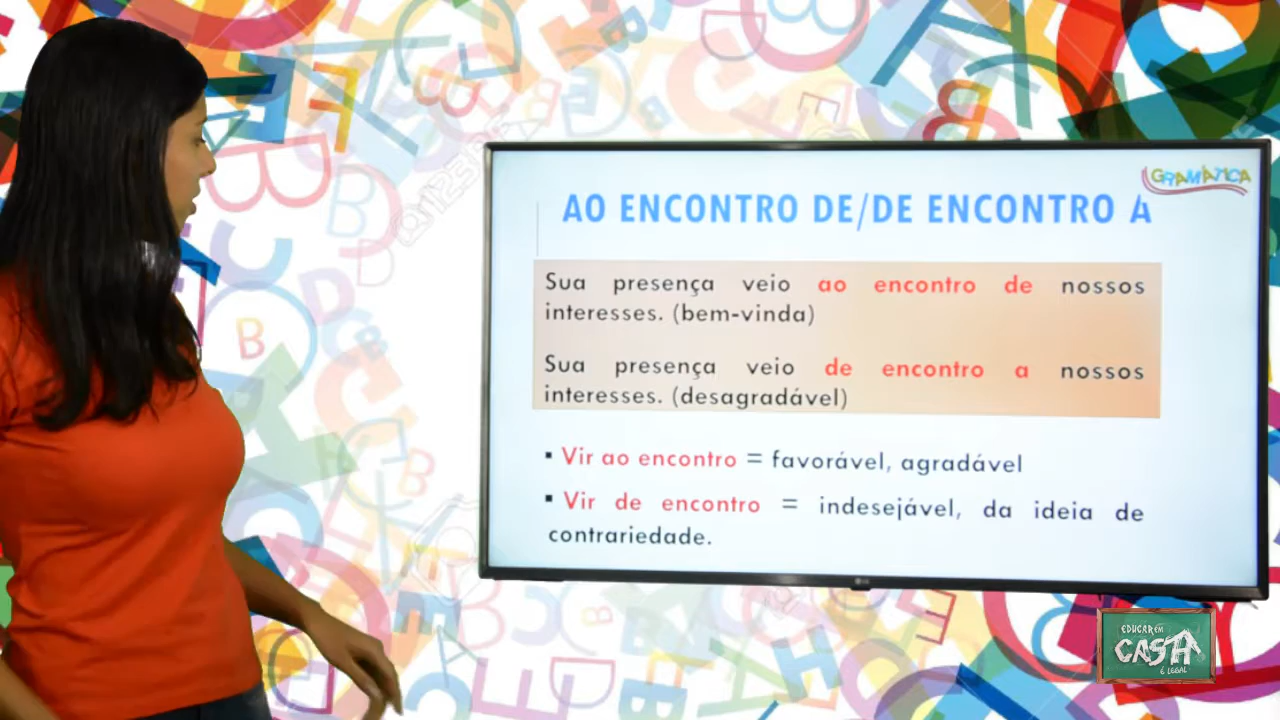 GRAMÁTICA
AO ENCONTRO DE/DE ENCONTRO A
Sua presença veio ao encontro de nossos
interesses. (bem-vinda)
Sua presença veio de encontro a nossos
interesses. (desagradável)
▪ Vir ao encontro = favorável, agradável
▪ Vir de encontro = indesejável, da ideia de
contrariedade.
LG
EDUCAR EM
CASA
É LEGAL